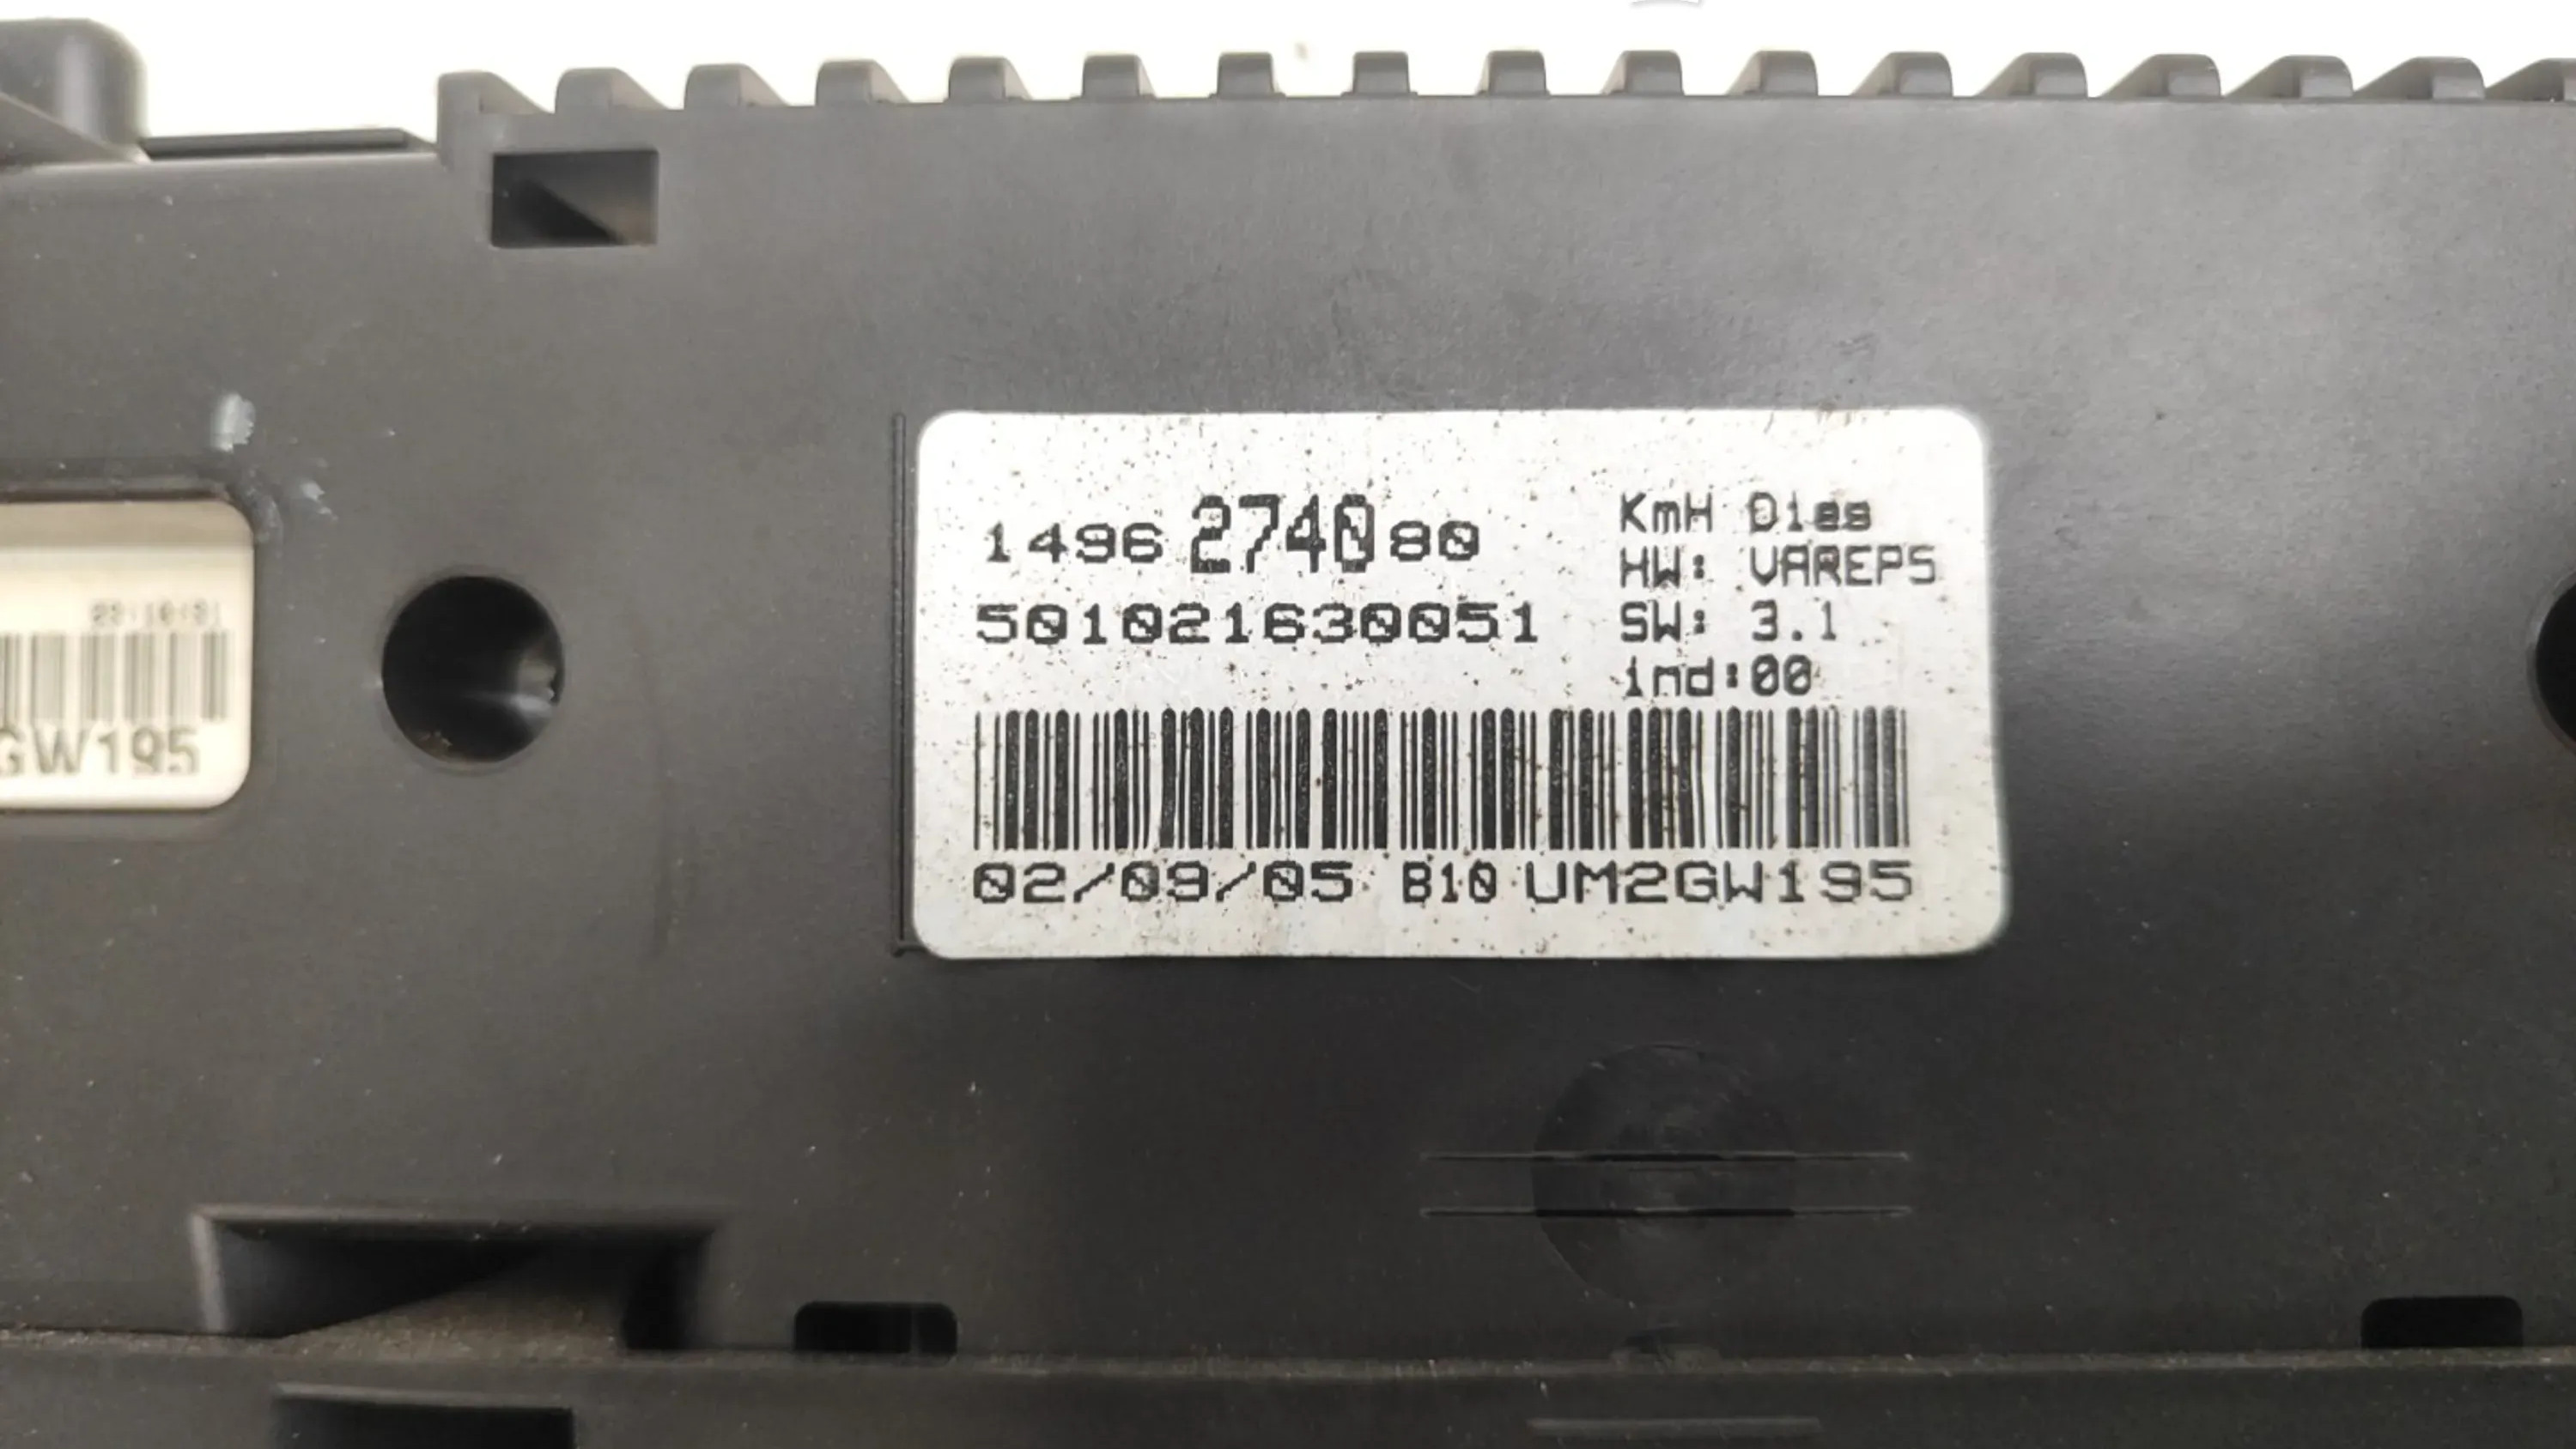 1496 2740 80
501021630051
KmH Dies
HW: VAREPS
SW: 3.1
ind:00
02/09/05 B10 UM2GW195
GW195